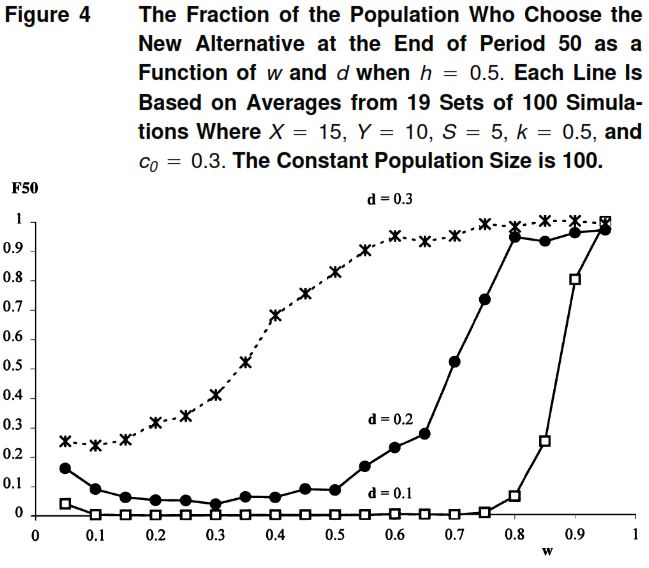 Figure 4 The Fraction of the Population Who Choose the
New Alternative at the End of Period 50 as a
Function of w and d when h = 0.5. Each Line Is
Based on Averages from 19 Sets of 100 Simula-
tions Where X = 15, Y = 10, S = 5, k = 0.5, and
c0 = 0.3. The Constant Population Size is 100.
F50
d = 0.3
1
0.9
0.8
0.7
0.6
0.5
0.4
0.3
d = 0.2
0.2
0.1
d = 0.1
0
0 0.1 0.2 0.3 0.4 0.5 0.6 0.7 0.8 0.9 1
w